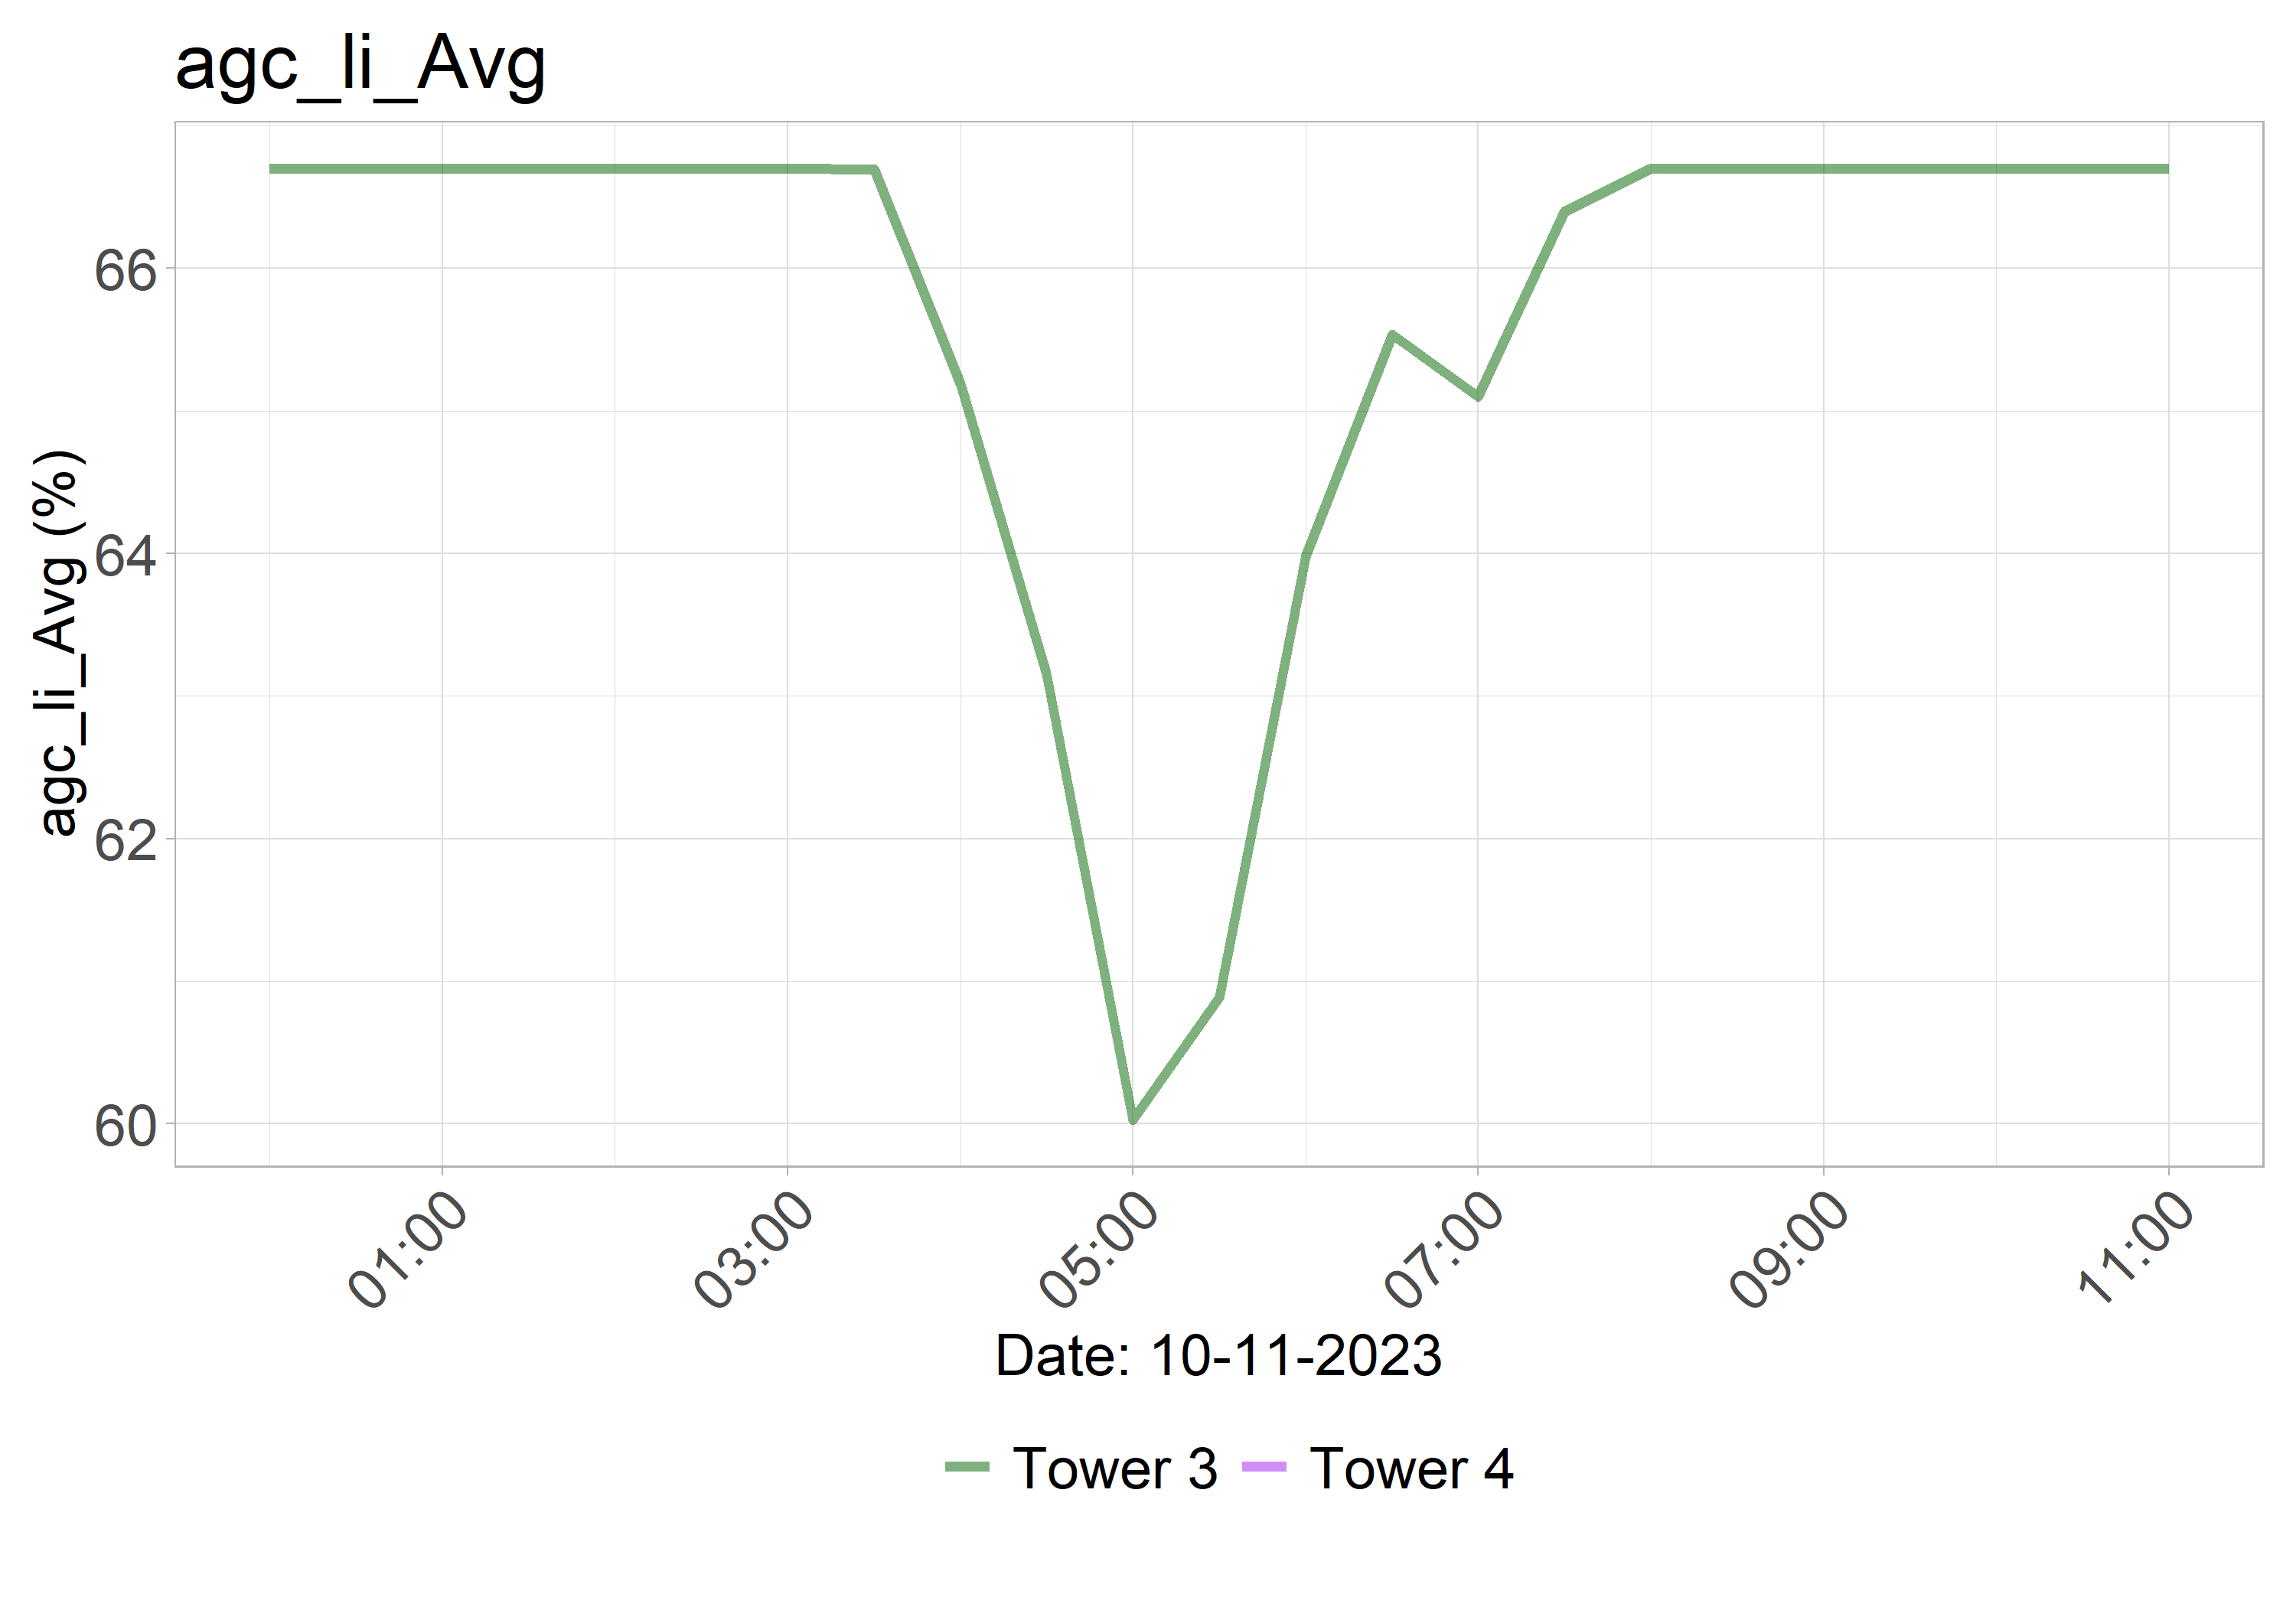 agc_li_Avg
agc_li_Avg (%)
66
64
62
60
01:00
03:00
05:00
07:00
09:00
11:00
Date: 10-11-2023
Tower 3
Tower 4